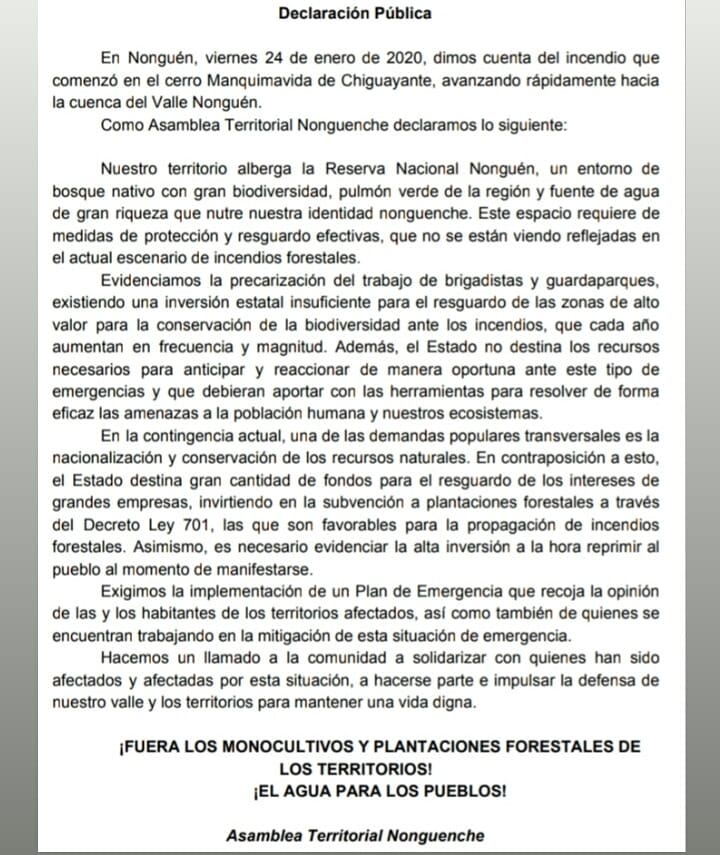 Declaración Pública
En Nonguén, viernes 24 de enero de 2020, dimos cuenta del incendio que
comenzó en el cerro Manquimavida de Chiguayante, avanzando rápidamente hacia
la cuenca del Valle Nonguén.
Como Asamblea Territorial Nonguenche declaramos lo siguiente:
Nuestro territorio alberga la Reserva Nacional Nonguén, un entorno de
bosque nativo con gran biodiversidad, pulmón verde de la región y fuente de agua
de gran riqueza que nutre nuestra identidad nonguenche. Este espacio requiere de
medidas de protección y resguardo efectivas, que no se están viendo reflejadas en
el actual escenario de incendios forestales.
Evidenciamos la precarización del trabajo de brigadistas y guardaparques,
existiendo una inversión estatal insuficiente para el resguardo de las zonas de alto
valor para la conservación de la biodiversidad ante los incendios, que cada año
aumentan en frecuencia y magnitud. Además, el Estado no destina los recursos
necesarios para anticipar y reaccionar de manera oportuna ante este tipo de
emergencias y que debieran aportar con las herramientas para resolver de forma
eficaz las amenazas a la población humana y nuestros ecosistemas.
En la contingencia actual, una de las demandas populares transversales es la
nacionalización y conservación de los recursos naturales. En contraposición a esto,
el Estado destina gran cantidad de fondos para el resguardo de los intereses de
grandes empresas, invirtiendo en la subvención a plantaciones forestales a través
del Decreto Ley 701, las que son favorables para la propagación de incendios
forestales. Asimismo, es necesario evidenciar la alta inversión a la hora reprimir al
pueblo al momento de manifestarse.
Exigimos la implementación de un Plan de Emergencia que recoja la opinión
de las y los habitantes de los territorios afectados, así como también de quienes se
encuentran trabajando en la mitigación de esta situación de emergencia.
Hacemos un llamado a la comunidad a solidarizar con quienes han sido
afectados y afectadas por esta situación, a hacerse parte e impulsar la defensa de
nuestro valle y los territorios para mantener una vida digna.
¡FUERA LOS MONOCULTIVOS Y PLANTACIONES FORESTALES DE
LOS TERRITORIOS!
¡EL AGUA PARA LOS PUEBLOS!
Asamblea Territorial Nonguenche